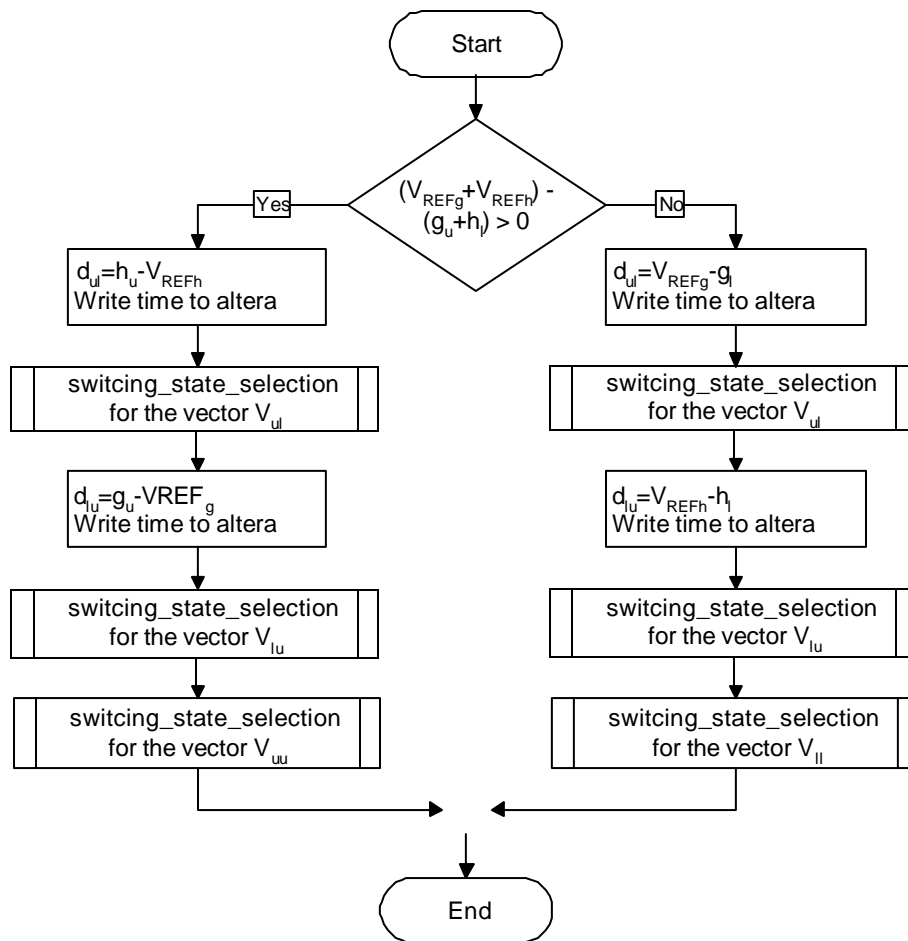 Start
(V_REFg+V_REFh) -
(g_u+h_l) > 0
Yes
No
d_ul=h_u-V_REFh
Write time to altera
switcing_state_selection
for the vector V_ul
d_lu=g_u-VREF_g
Write time to altera
switcing_state_selection
for the vector V_lu
switcing_state_selection
for the vector V_uu
d_ul=V_REFg-g_l
Write time to altera
switcing_state_selection
for the vector V_ul
d_lu=V_REFh-h_l
Write time to altera
switcing_state_selection
for the vector V_lu
switcing_state_selection
for the vector V_ll
End